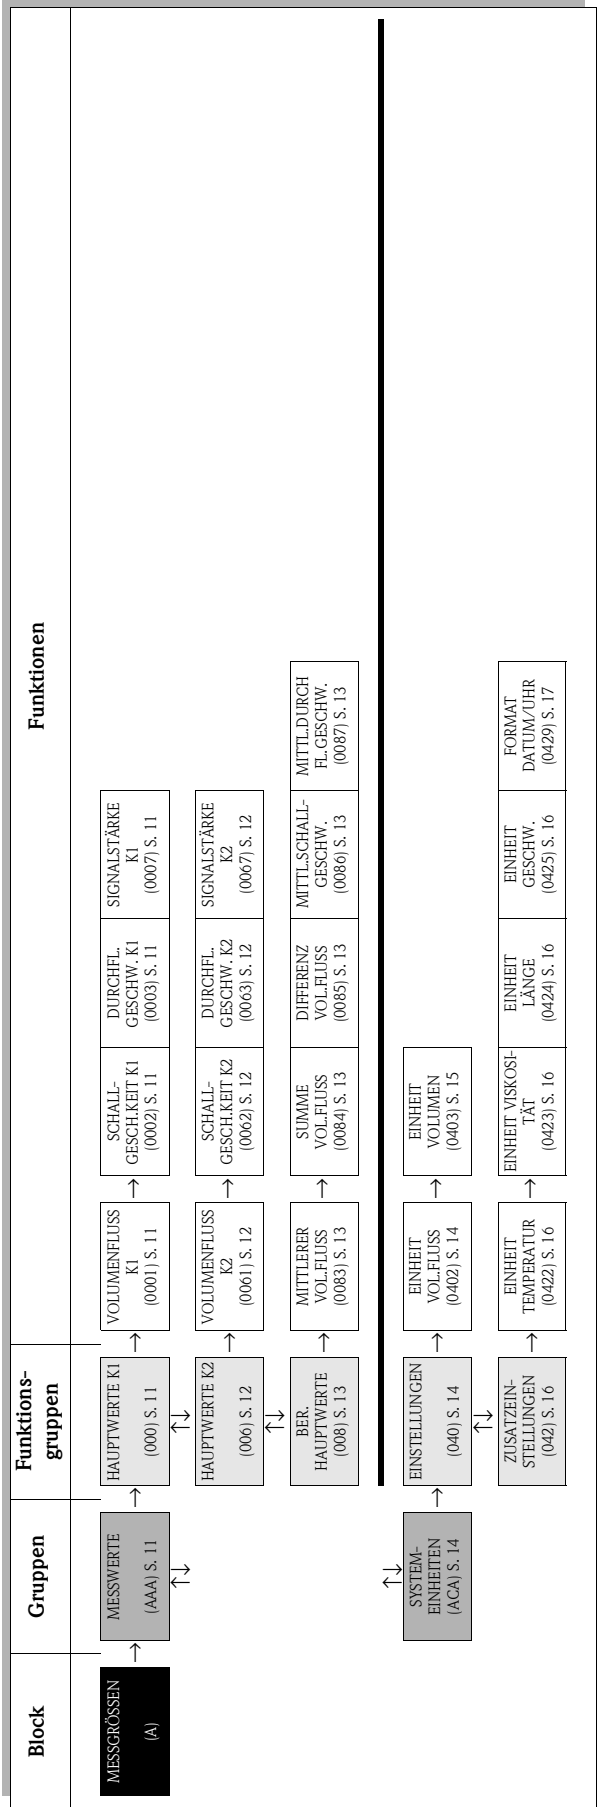 Block
Gruppen
Funktions-
gruppen
Funktionen
MESSGRÖSSEN
(A)
MESSWERTE
(AAA) S. 11
HAUPTWERTE K1
(000) S. 11
VOLUMENFLUSS
K1
(0001) S. 11
SCHALL-
GESCH.KEIT K1
(0002) S. 11
DURCHFL.
GESCHW. K1
(0003) S. 11
SIGNALSTÄRKE
K1
(0007) S. 11
HAUPTWERTE K2
(006) S. 12
VOLUMENFLUSS
K2
(0061) S. 12
SCHALL-
GESCH.KEIT K2
(0062) S. 12
DURCHFL.
GESCHW. K2
(0063) S. 12
SIGNALSTÄRKE
K2
(0067) S. 12
BER.
HAUPTWERTE
(008) S. 13
MITTLERER
VOL.FLUSS
(0083) S. 13
SUMME
VOL.FLUSS
(0084) S. 13
DIFFERENZ
VOL.FLUSS
(0085) S. 13
MITTL.SCHALL-
GESCHW.
(0086) S. 13
MITTL.DURCH
FL.GESCHW.
(0087) S. 13
SYSTEM-
EINHEITEN
(ACA) S. 14
EINSTELLUNGEN
(040) S. 14
EINHEIT
VOL.FLUSS
(0402) S. 14
EINHEIT
VOLUMEN
(0403) S. 15
ZUSATZEIN-
STELLUNGEN
(042) S. 16
EINHEIT
TEMPERATUR
(0422) S. 16
EINHEIT VISKOSI-
TÄT
(0423) S. 16
EINHEIT
LÄNGE
(0424) S. 16
EINHEIT
GESCHW.
(0425) S. 16
FORMAT
DATUM/UHR
(0429) S. 17